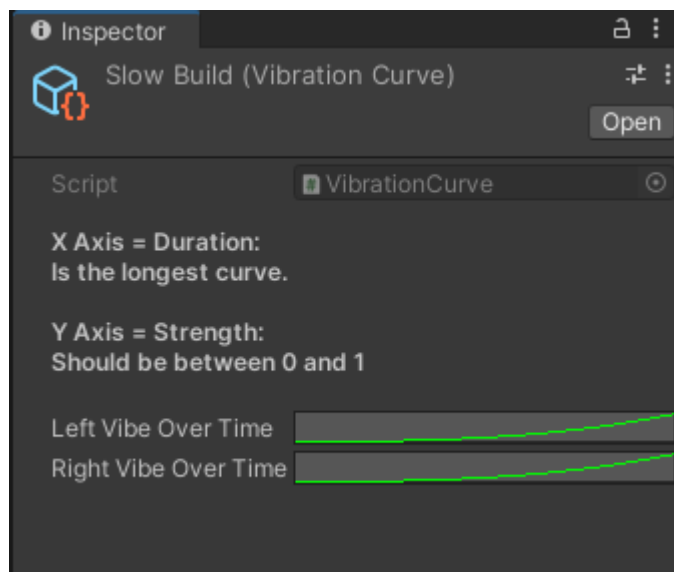 Inspector
Slow Build (Vibration Curve)
Open
Script
VibrationCurve
X Axis = Duration:
Is the longest curve.
Y Axis = Strength:
Should be between 0 and 1
Left Vibe Over Time
Right Vibe Over Time